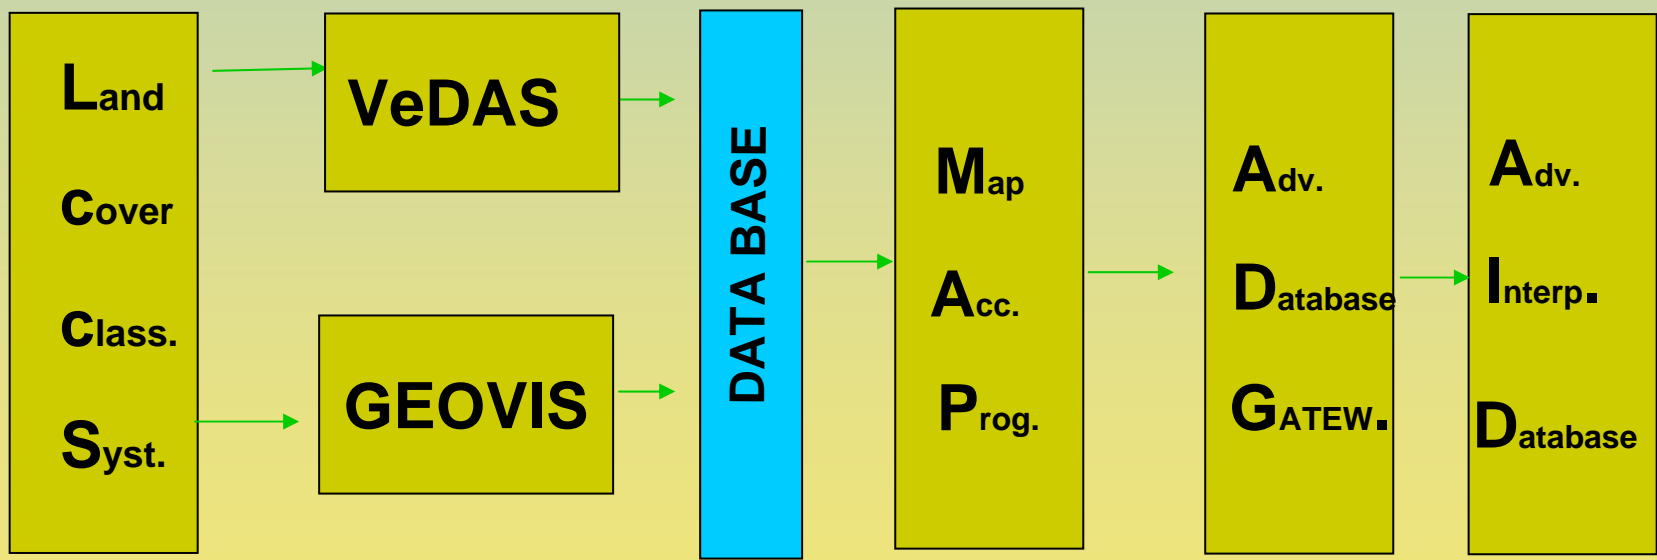 Land
cover
class.
Syst.
VeDAS
GEOVIS
DATA BASE
Map
Acc.
Prog.
Adv.
Database
GATEW.
Adv.
Interp.
Database